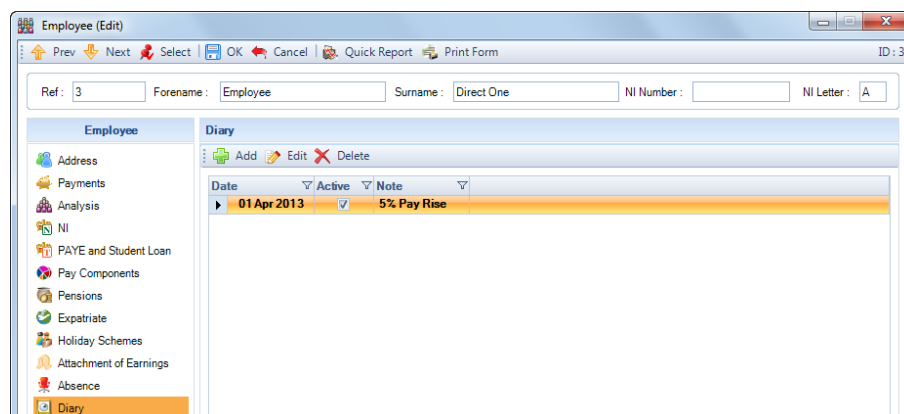 Employee (Edit)
Prev Next Select OK Cancel Quick Report Print Form ID : 3
Ref : 3 Forename : Employee Surname : Direct One NI Number : NI Letter : A
Employee Diary
Address Add Edit Delete
Payments
Date Active Note
Analysis 01 Apr 2013 5% Pay Rise
NI
PAYE and Student Loan
Pay Components
Pensions
Expatriate
Holiday Schemes
Attachment of Earnings
Absence
Diary